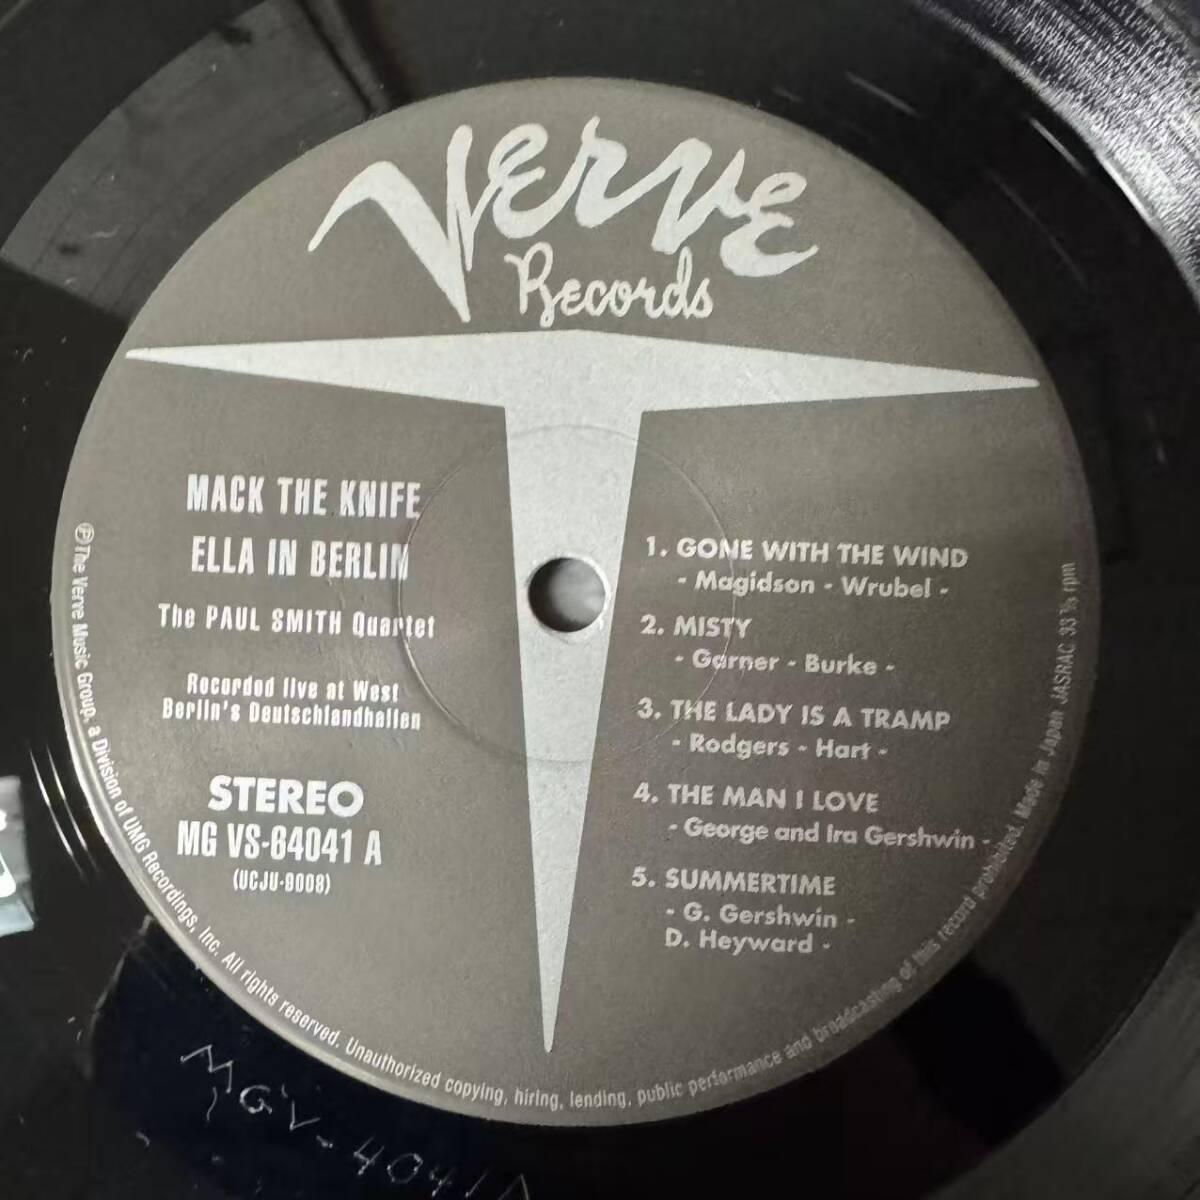 Verve
Records
MACK THE KNIFE
ELLA IN BERLIN
The PAUL SMITH Quartet
Recorded live at West
Berlin's Deutschlandhallen
STEREO
MG VS-64041 A
(UCJU-9008)
1. GONE WITH THE WIND
- Magidson - Wrubel -
2. MISTY
- Garner - Burke -
3. THE LADY IS A TRAMP
- Rodgers - Hart -
4. THE MAN I LOVE
- George and Ira Gershwin -
5. SUMMERTIME
- G. Gershwin -
D. Heyward -
Ⓟ The Verve Music Group, a Division of UMG Recordings, Inc. All rights reserved. Unauthorized copying, hiring, lending, public performance and broadcasting of this record prohibited. Made in Japan JASRAC 33 ⅓ rpm
MGV-4041A